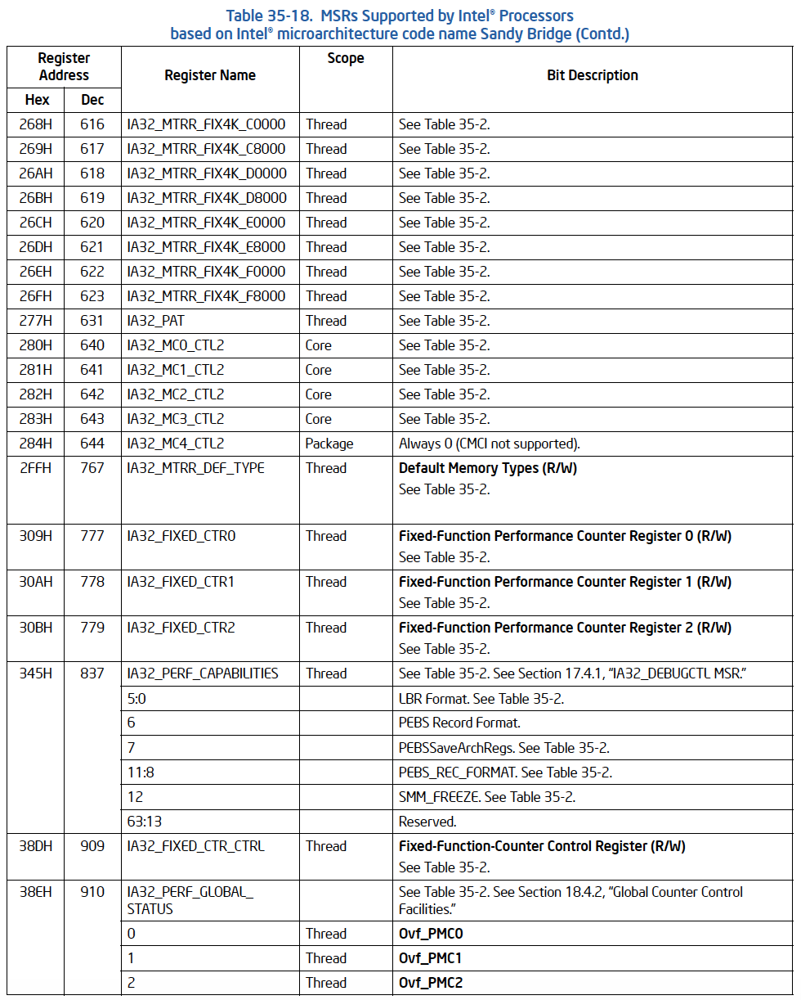 Table 35-18. MSRs Supported by Intel® Processors
based on Intel® microarchitecture code name Sandy Bridge (Contd.)
Register Address Register Name Scope Bit Description
Hex Dec
268H 616 IA32_MTRR_FIX4K_C0000 Thread See Table 35-2.
269H 617 IA32_MTRR_FIX4K_C8000 Thread See Table 35-2.
26AH 618 IA32_MTRR_FIX4K_D0000 Thread See Table 35-2.
26BH 619 IA32_MTRR_FIX4K_D8000 Thread See Table 35-2.
26CH 620 IA32_MTRR_FIX4K_E0000 Thread See Table 35-2.
26DH 621 IA32_MTRR_FIX4K_E8000 Thread See Table 35-2.
26EH 622 IA32_MTRR_FIX4K_F0000 Thread See Table 35-2.
26FH 623 IA32_MTRR_FIX4K_F8000 Thread See Table 35-2.
277H 631 IA32_PAT Thread See Table 35-2.
280H 640 IA32_MC0_CTL2 Core See Table 35-2.
281H 641 IA32_MC1_CTL2 Core See Table 35-2.
282H 642 IA32_MC2_CTL2 Core See Table 35-2.
283H 643 IA32_MC3_CTL2 Core See Table 35-2.
284H 644 IA32_MC4_CTL2 Package Always 0 (CMCI not supported).
2FFH 767 IA32_MTRR_DEF_TYPE Thread Default Memory Types (R/W)
See Table 35-2.
309H 777 IA32_FIXED_CTR0 Thread Fixed-Function Performance Counter Register 0 (R/W)
See Table 35-2.
30AH 778 IA32_FIXED_CTR1 Thread Fixed-Function Performance Counter Register 1 (R/W)
See Table 35-2.
30BH 779 IA32_FIXED_CTR2 Thread Fixed-Function Performance Counter Register 2 (R/W)
See Table 35-2.
345H 837 IA32_PERF_CAPABILITIES Thread See Table 35-2. See Section 17.4.1, “IA32_DEBUGCTL MSR.”
5:0 LBR Format. See Table 35-2.
6 PEBS Record Format.
7 PEBSSaveArchRegs. See Table 35-2.
11:8 PEBS_REC_FORMAT. See Table 35-2.
12 SMM_FREEZE. See Table 35-2.
63:13 Reserved.
38DH 909 IA32_FIXED_CTR_CTRL Thread Fixed-Function-Counter Control Register (R/W)
See Table 35-2.
38EH 910 IA32_PERF_GLOBAL_ See Table 35-2. See Section 18.4.2, “Global Counter Control
STATUS Facilities.”
0 Thread Ovf_PMC0
1 Thread Ovf_PMC1
2 Thread Ovf_PMC2